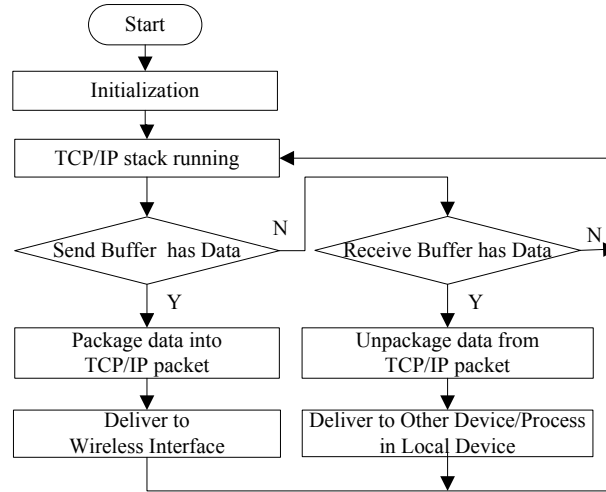 Start
Initialization
TCP/IP stack running
Send Buffer has Data
N
Receive Buffer has Data
N
Y
Y
Package data into
TCP/IP packet
Unpackage data from
TCP/IP packet
Deliver to
Wireless Interface
Deliver to Other Device/Process
in Local Device